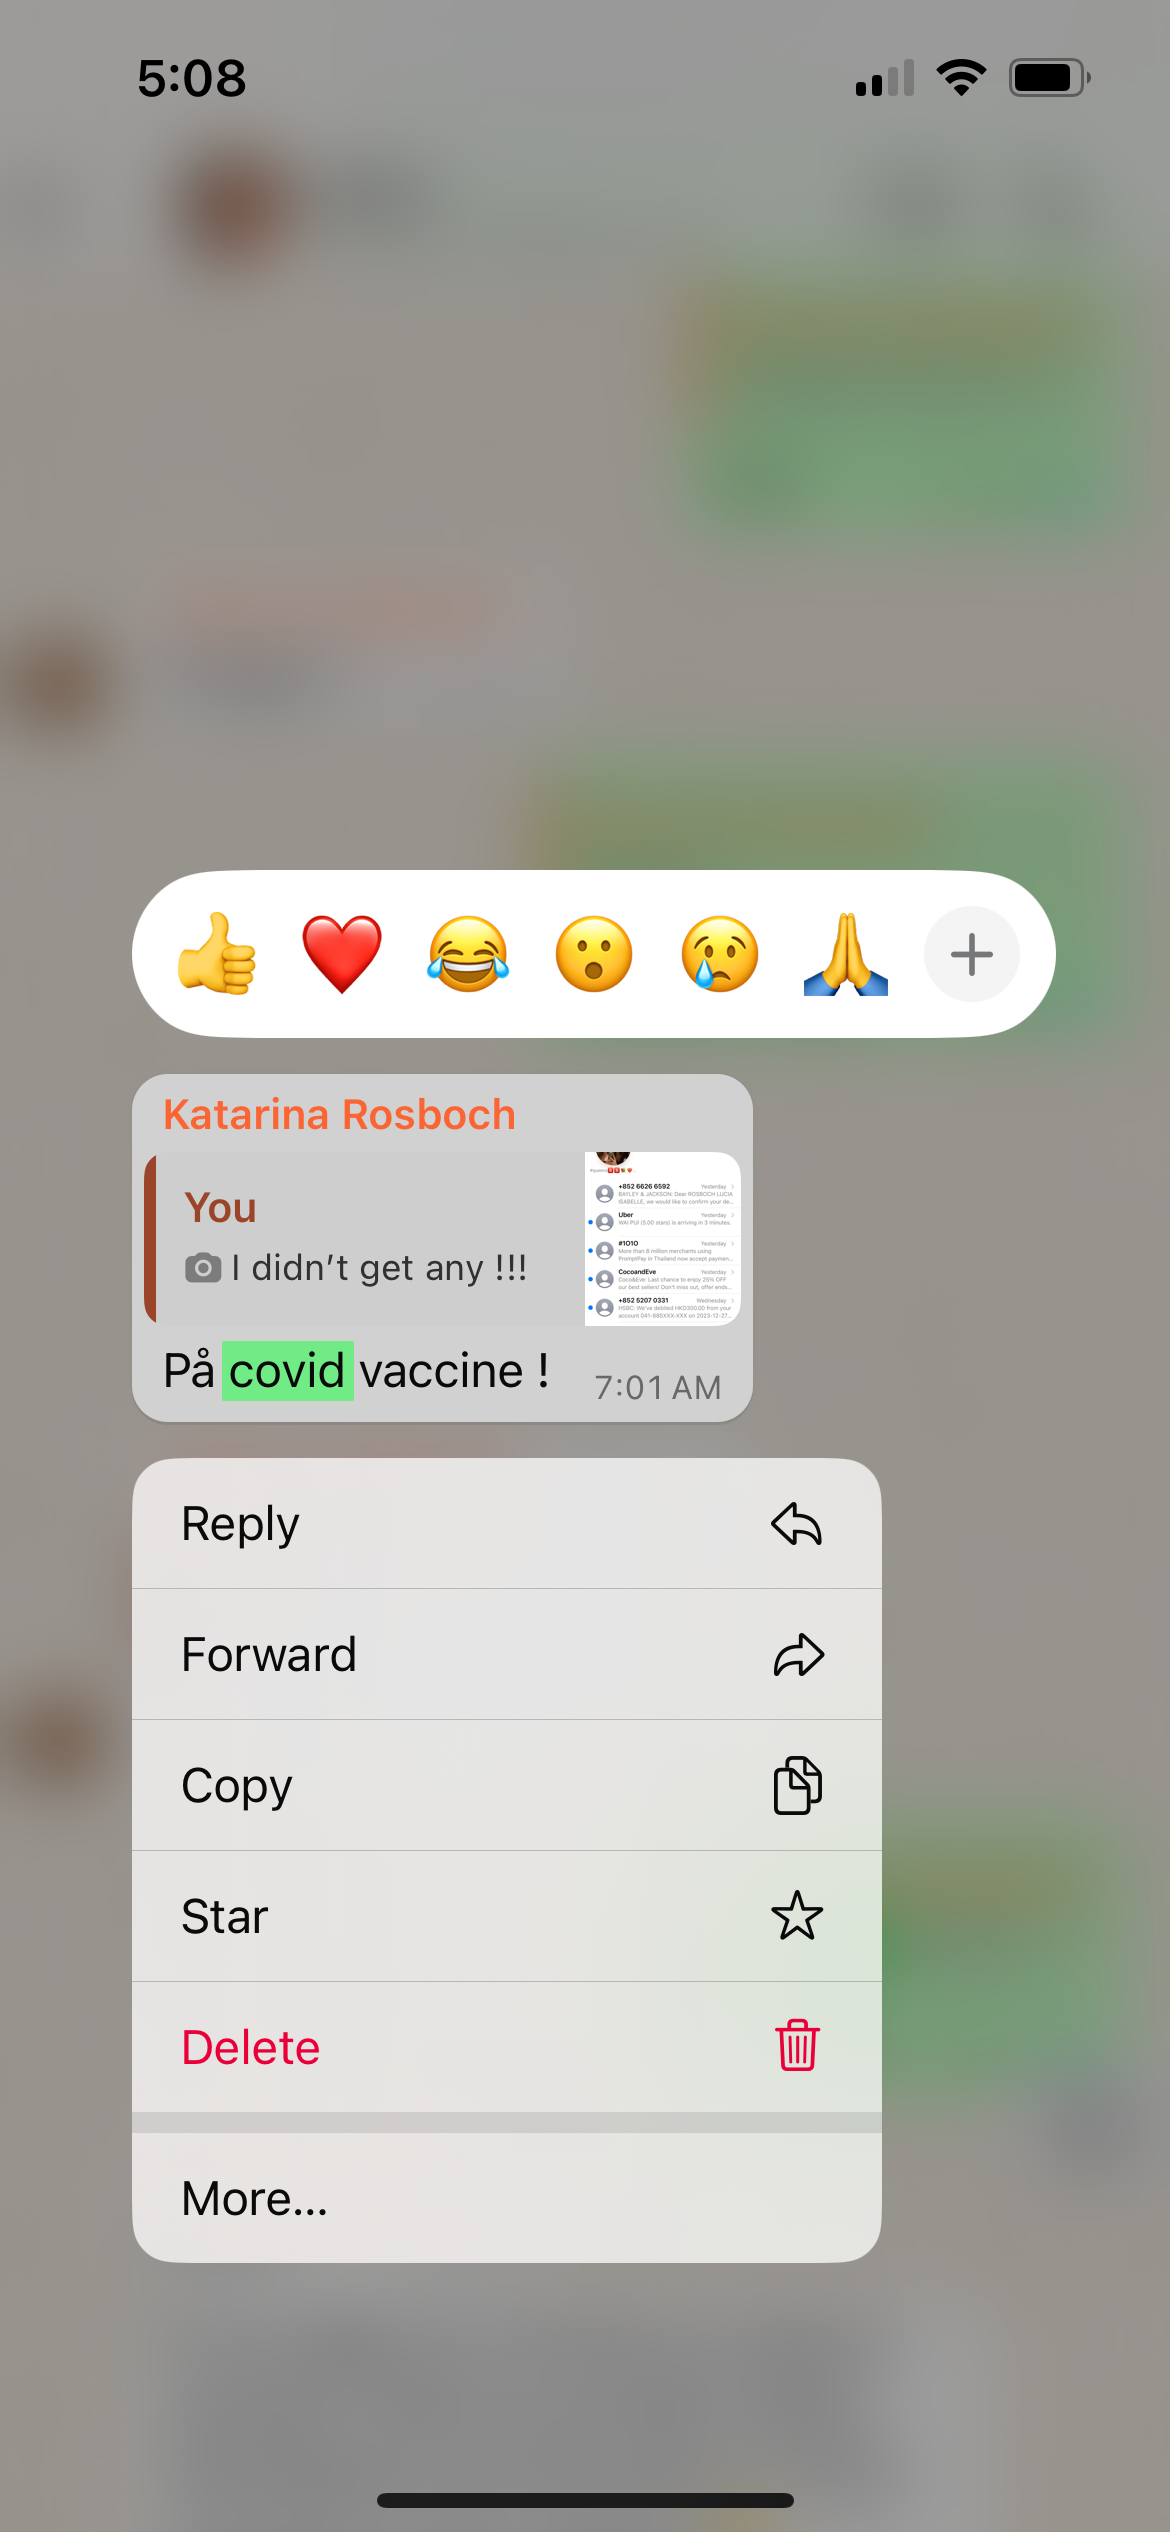 5:08
Katarina Rosboch
You
I didn’t get any !!!
+852 6626 6592 Yesterday
BAYLEY & JACKSON: Dear ROSBOCH LUCIA
ISABELLE, we would like to confirm your de...
Uber Yesterday
WAI PUI (5.00 stars) is arriving in 3 minutes.
#1010 Yesterday
More than 8 million merchants using
PromptPay in Thailand now accept paymen...
CocoandEve Yesterday
Coco&Eve: Last chance to enjoy 25% OFF
our best sellers! Don't miss out, offer ends...
+852 5207 0331 Wednesday
HSBC: We've debited HKD300.00 from your
account 041-685XXX-XXX on 2023-12-27...
På covid vaccine !
7:01 AM
Reply
Forward
Copy
Star
Delete
More...